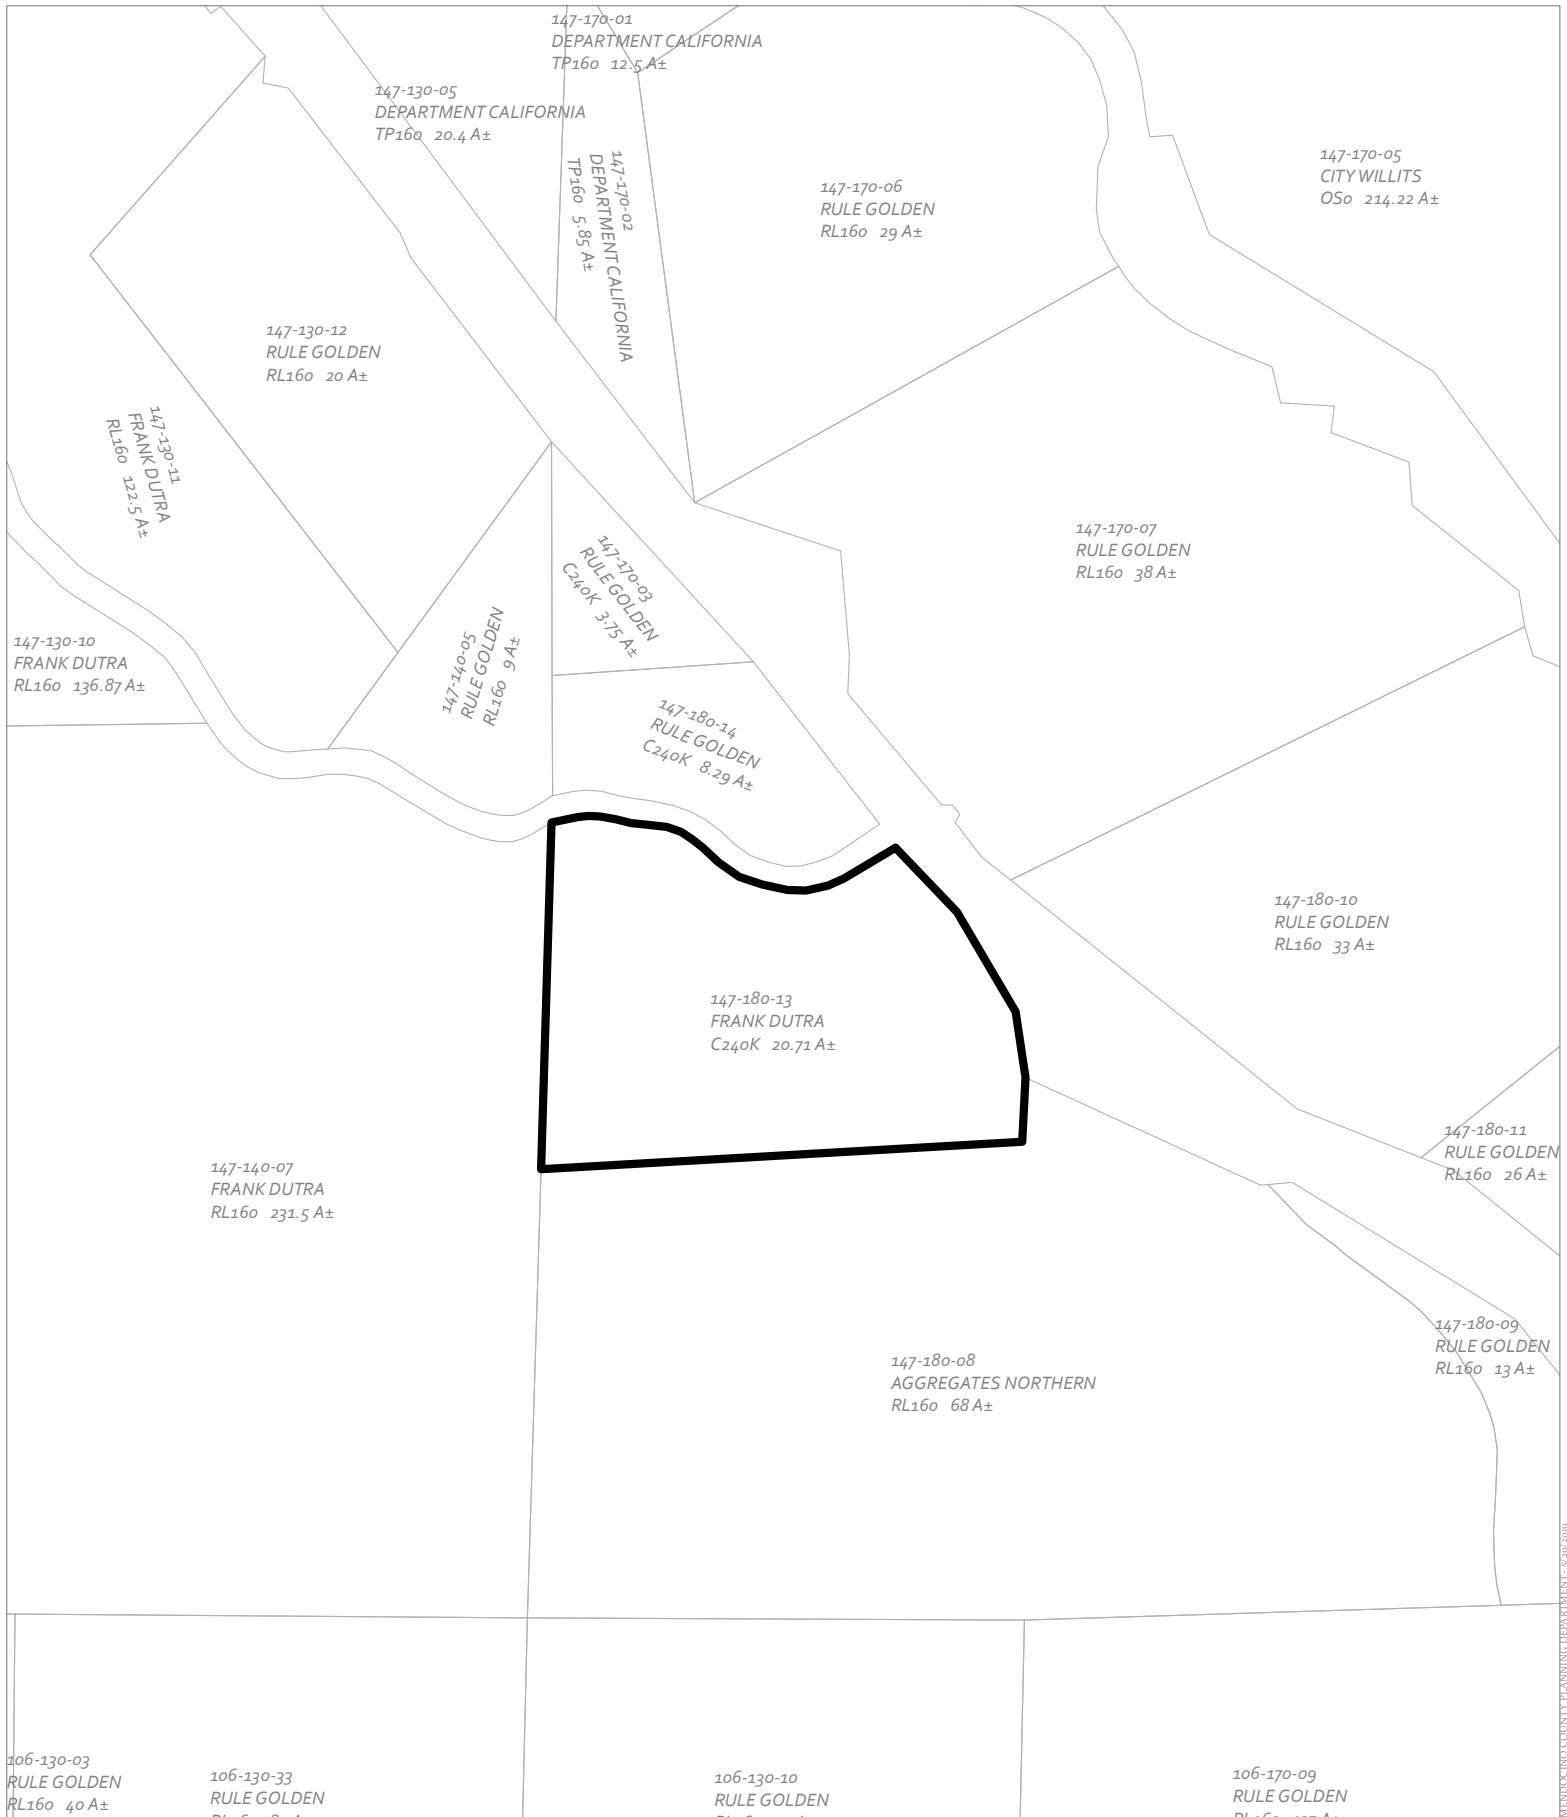 147-170-01
DEPARTMENT CALIFORNIA
TP160 12.5 A±
147-130-05
DEPARTMENT CALIFORNIA
TP160 20.4 A±
147-170-02
DEPARTMENT CALIFORNIA
TP160 5.85 A±
147-170-06
RULE GOLDEN
RL160 29 A±
147-170-05
CITY WILLITS
OS0 214.22 A±
147-130-12
RULE GOLDEN
RL160 20 A±
147-130-11
FRANK DUTRA
RL160 122.5 A±
147-170-07
RULE GOLDEN
RL160 38 A±
147-170-03
RULE GOLDEN
C240K 3.75 A±
147-140-05
RULE GOLDEN
RL160 9 A±
147-130-10
FRANK DUTRA
RL160 136.87 A±
147-180-14
RULE GOLDEN
C240K 8.29 A±
147-180-10
RULE GOLDEN
RL160 33 A±
147-180-13
FRANK DUTRA
C240K 20.71 A±
147-180-11
RULE GOLDEN
RL160 26 A±
147-140-07
FRANK DUTRA
RL160 231.5 A±
147-180-09
RULE GOLDEN
RL160 13 A±
147-180-08
AGGREGATES NORTHERN
RL160 68 A±
106-130-03
RULE GOLDEN
RL160 40 A±
106-130-33
RULE GOLDEN
106-130-10
RULE GOLDEN
106-170-09
RULE GOLDEN
MENDOCINO COUNTY PLANNING DEPARTMENT - 5/20/2019